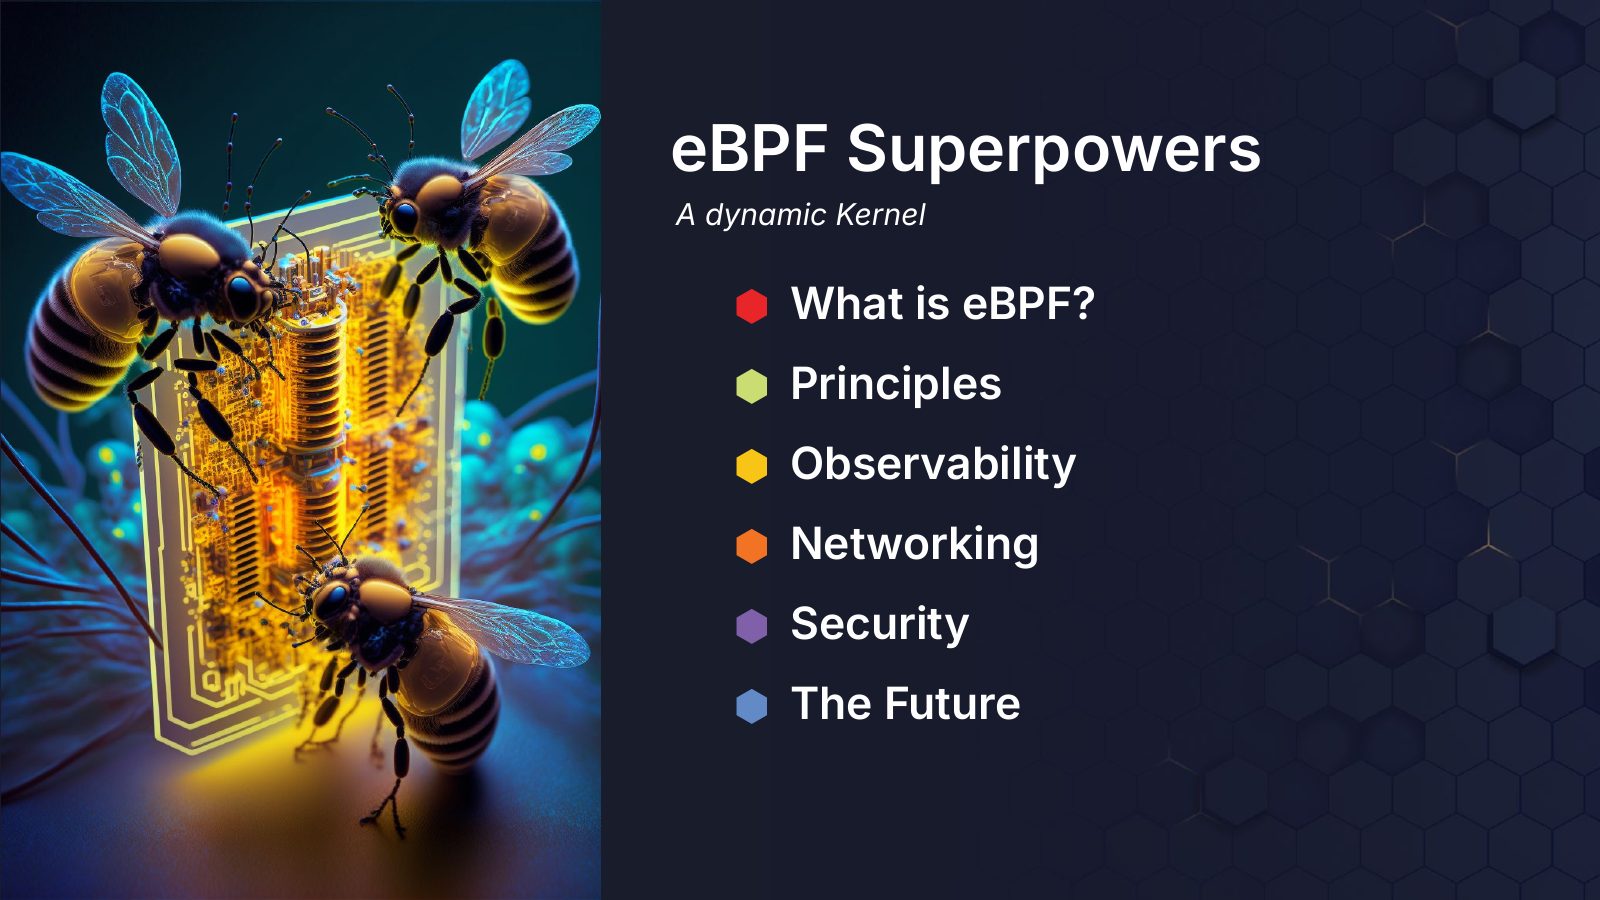 eBPF Superpowers
A dynamic Kernel
What is eBPF?
Principles
Observability
Networking
Security
The Future